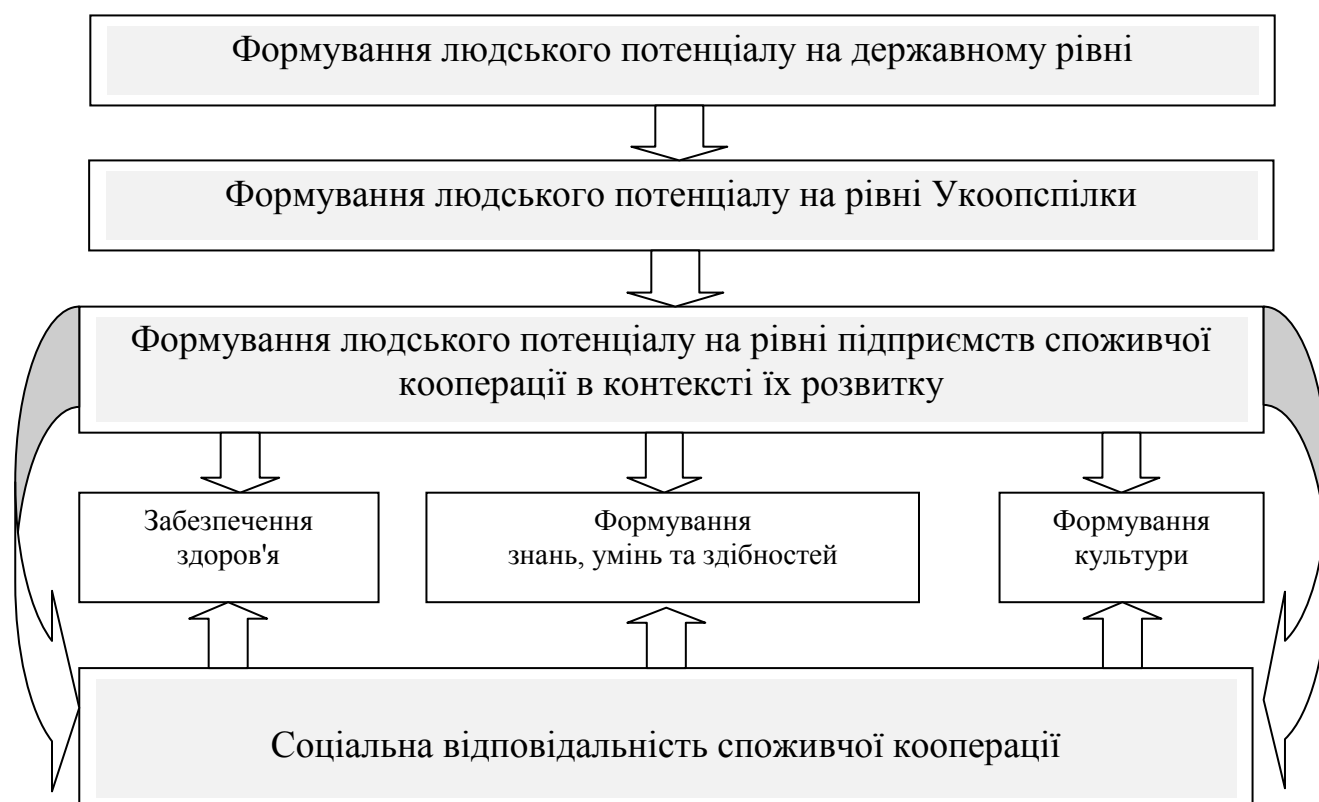 Формування людського потенціалу на державному рівні
Формування людського потенціалу на рівні Укоопспілки
Формування людського потенціалу на рівні підприємств споживчої
кооперації в контексті їх розвитку
Забезпечення
здоров'я
Формування
знань, умінь та здібностей
Формування
культури
Соціальна відповідальність споживчої кооперації